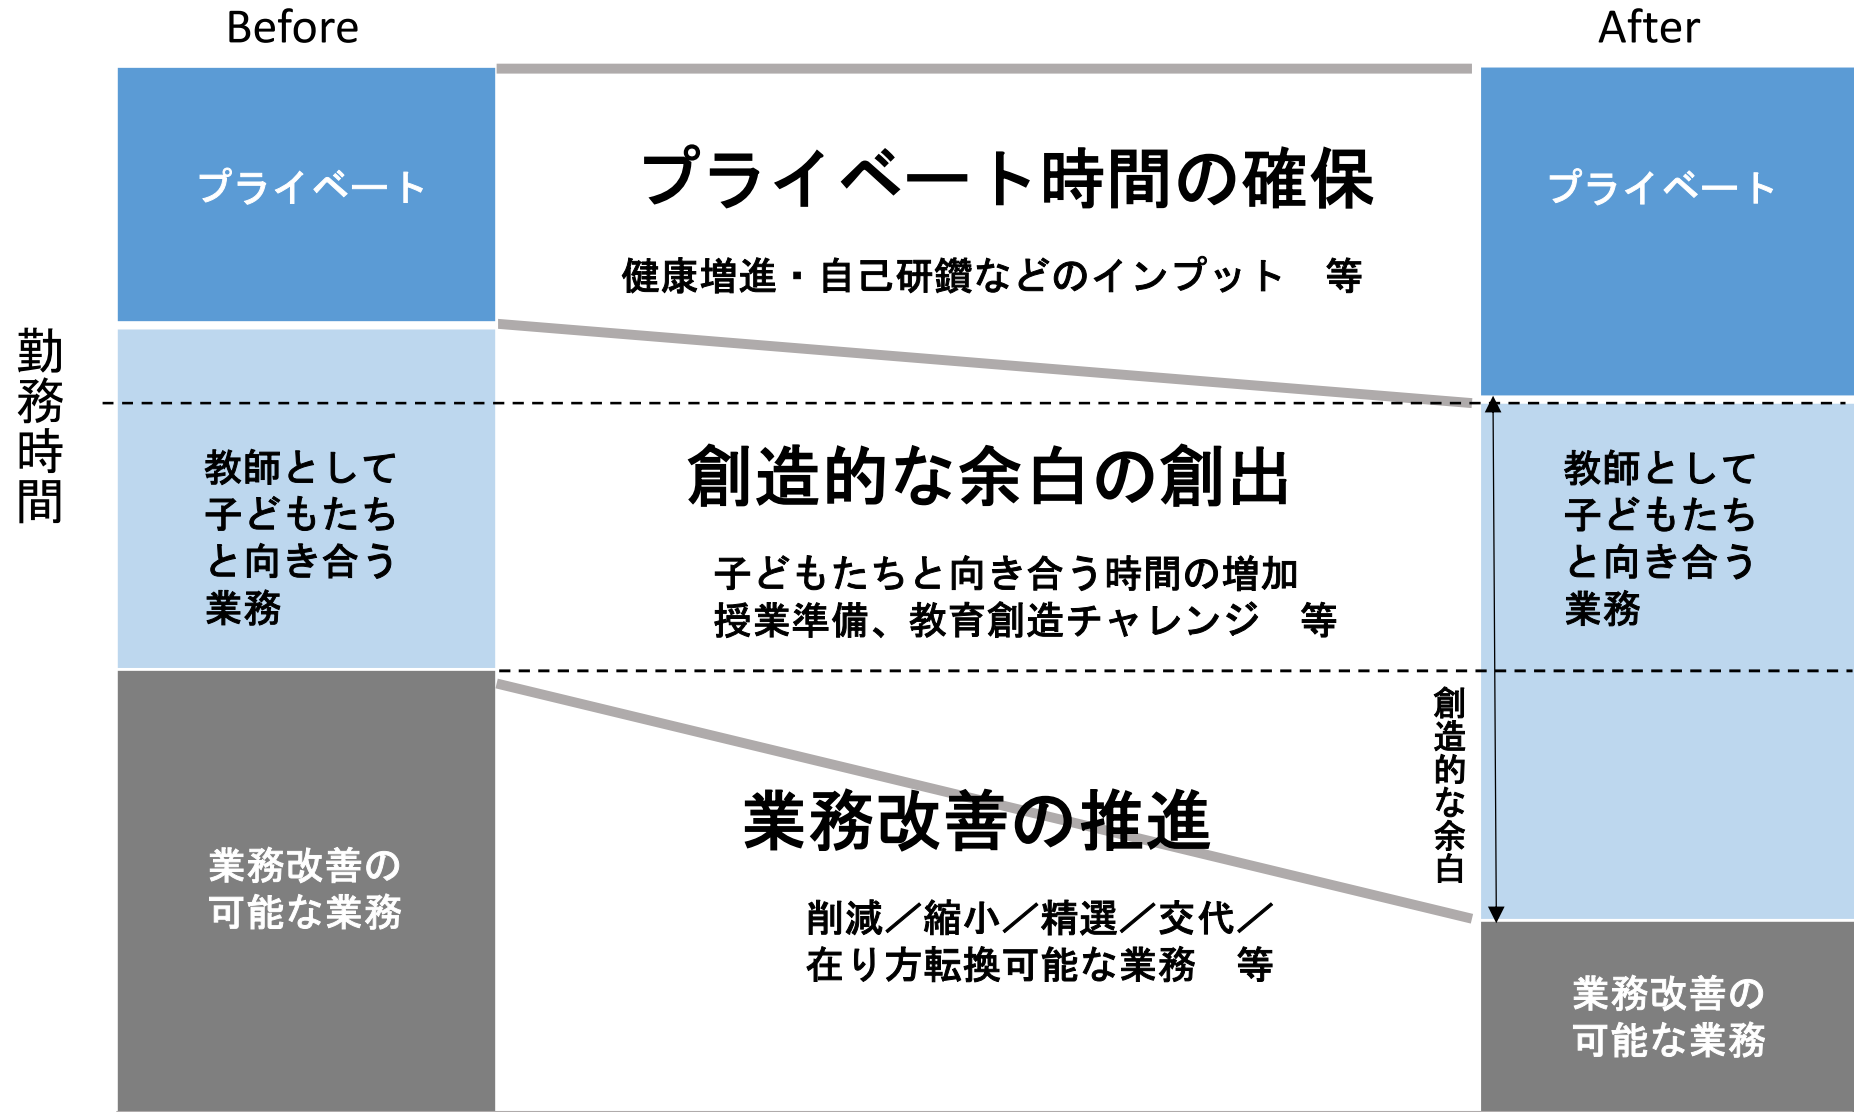 Before
After
プライベート
プライベート時間の確保
健康増進・自己研鑽などのインプット　等
プライベート
勤務時間
教師として
子どもたち
と向き合う
業務
創造的な余白の創出
子どもたちと向き合う時間の増加
授業準備、教育創造チャレンジ　等
教師として
子どもたち
と向き合う
業務
創造的な余白
業務改善の
可能な業務
業務改善の推進
削減／縮小／精選／交代／
在り方転換可能な業務　等
業務改善の
可能な業務